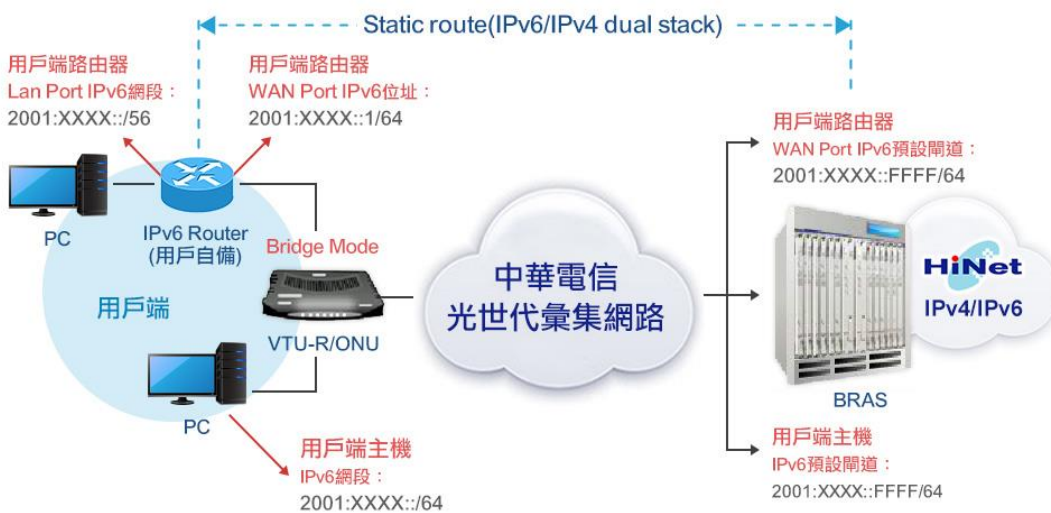 Static route(IPv6/IPv4 dual stack)
用戶端路由器
Lan Port IPv6網段：
2001:XXXX::/56
用戶端路由器
WAN Port IPv6位址：
2001:XXXX::1/64
用戶端路由器
WAN Port IPv6預設閘道：
2001:XXXX::FFFF/64
PC
IPv6 Router
(用戶自備)
Bridge Mode
用戶端
VTU-R/ONU
中華電信
光世代彙集網路
HiNet
IPv4/IPv6
BRAS
PC
用戶端主機
IPv6網段：
2001:XXXX::/64
用戶端主機
IPv6預設閘道：
2001:XXXX::FFFF/64